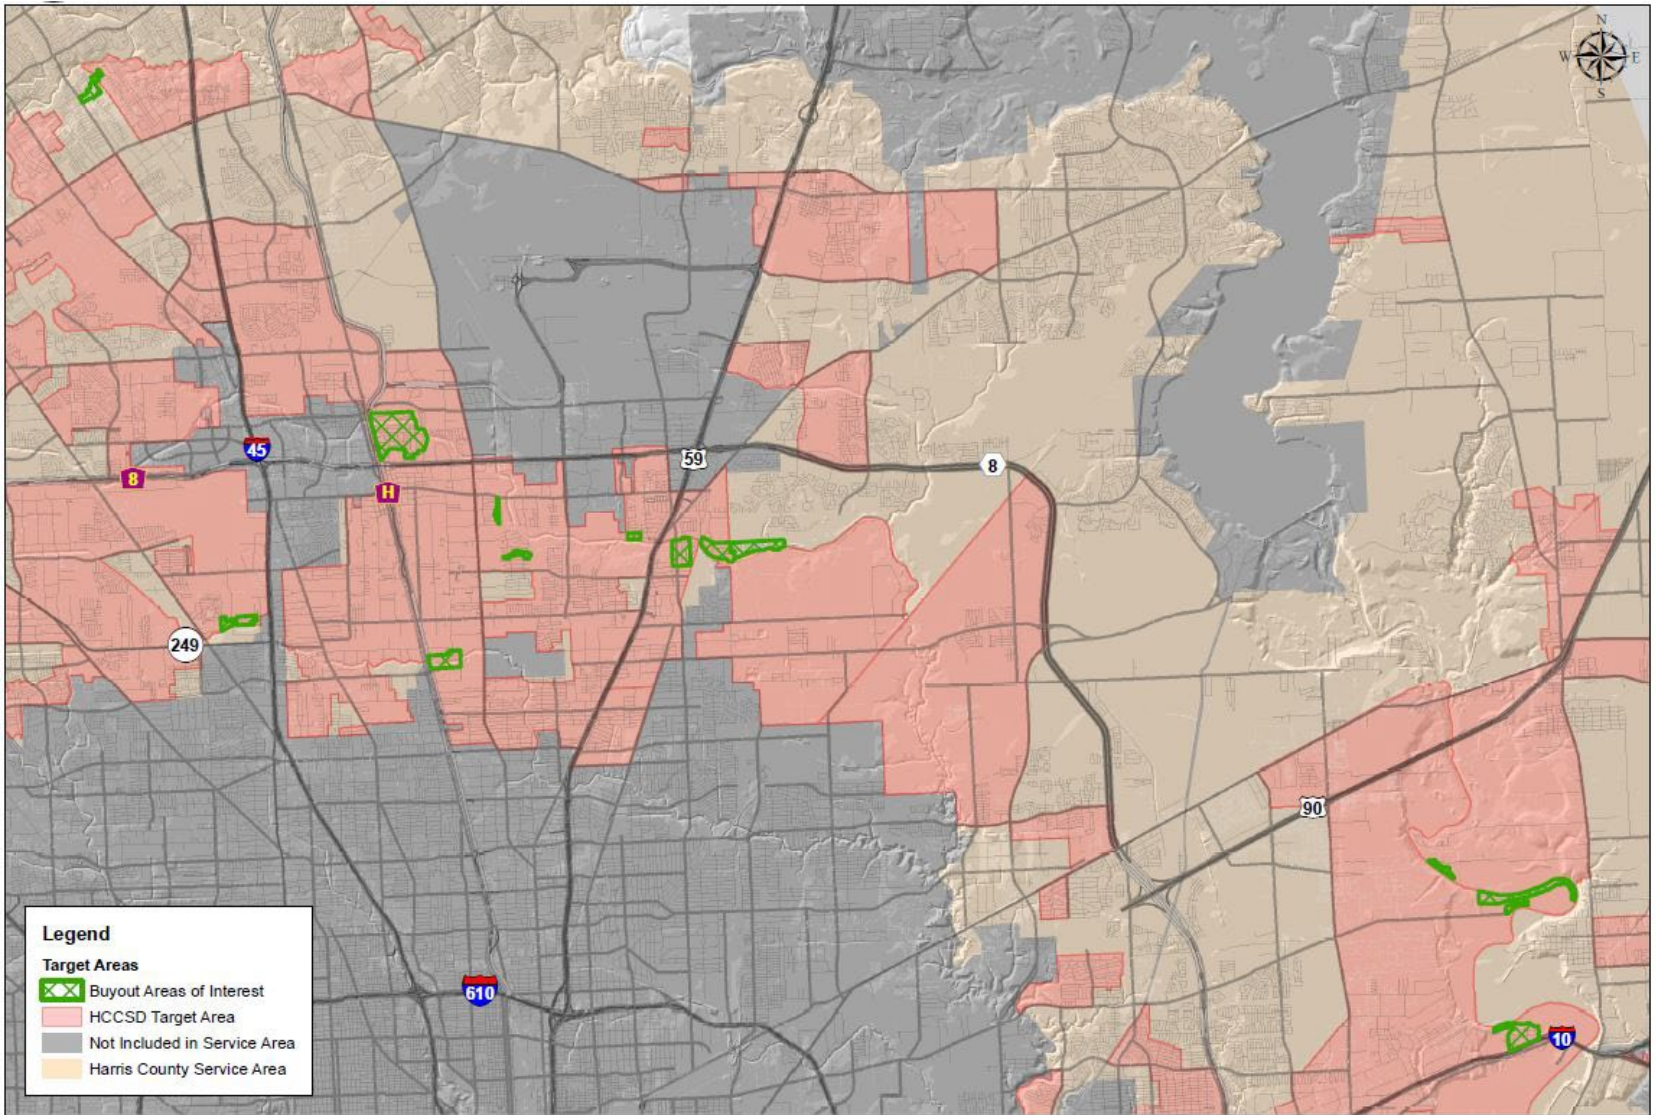 N
W E
S
45
8
H
59
8
249
90
Legend
Target Areas
Buyout Areas of Interest
HCCSD Target Area
Not Included in Service Area
Harris County Service Area
610
10